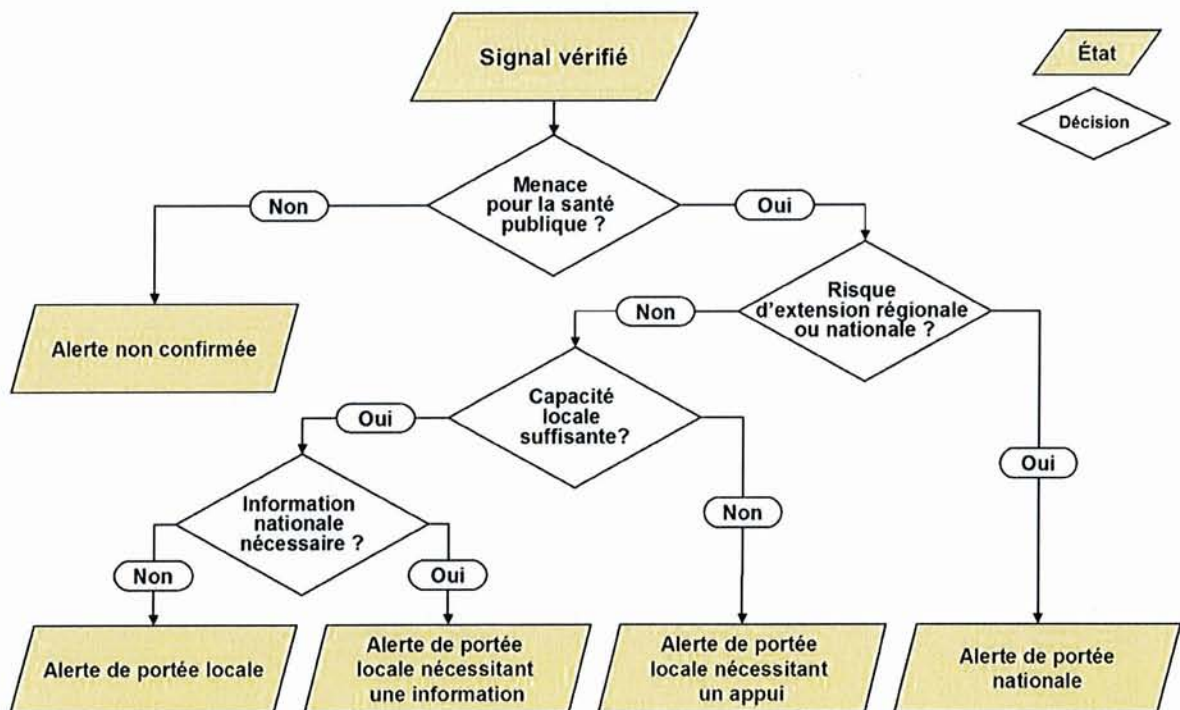 Signal vérifié
État
Décision
Menace
pour la santé
publique ?
Non
Oui
Risque
d'extension régionale
ou nationale ?
Non
Alerte non confirmée
Capacité
locale
suffisante?
Oui
Oui
Information
nationale
nécessaire ?
Non
Non
Oui
Alerte de portée locale
Alerte de portée
locale nécessitant
une information
Alerte de portée
locale nécessitant
un appui
Alerte de portée
nationale